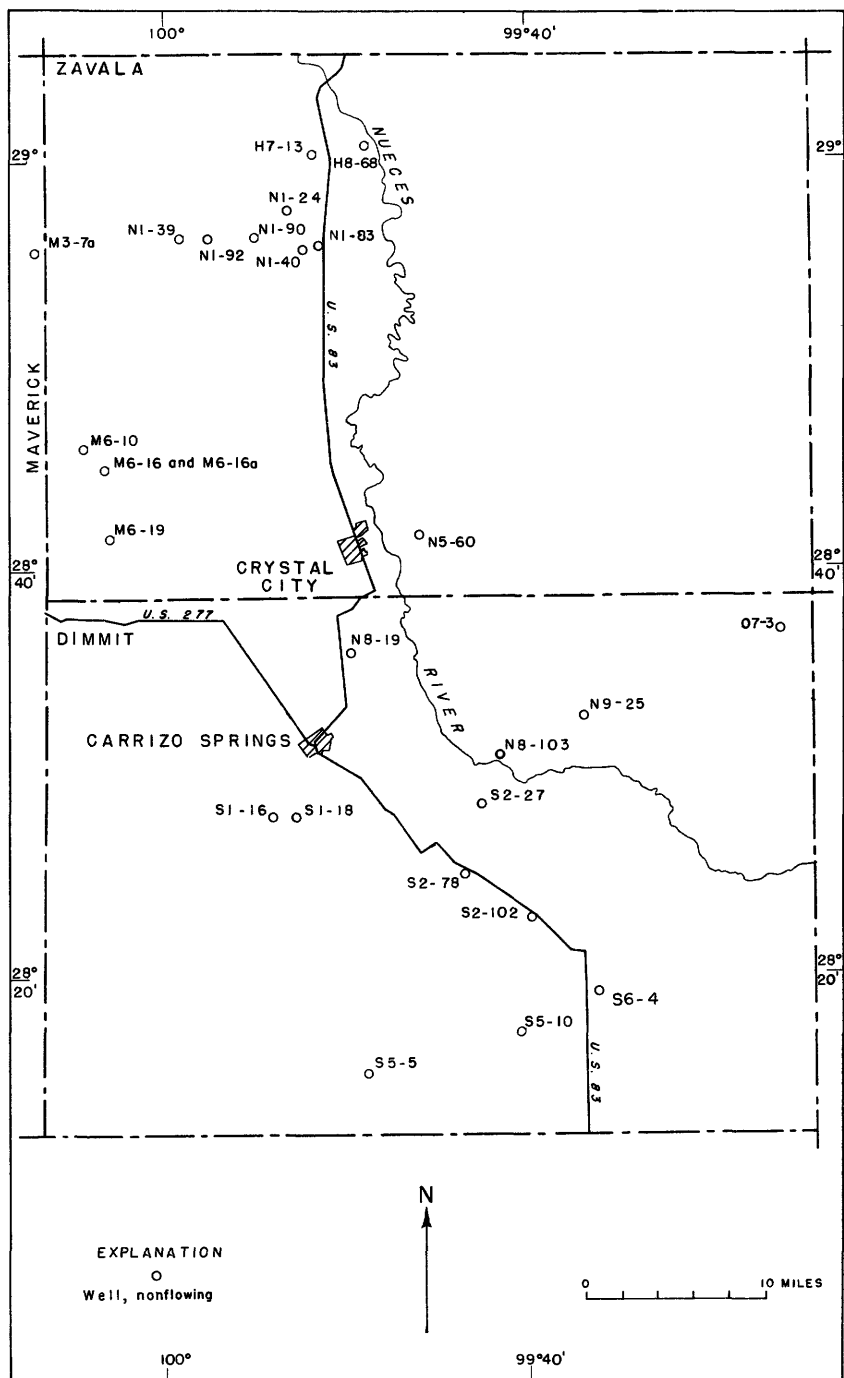 100° 99°40'
ZAVALA
29° H7-13 H8-68 NUECES 29°
N1-24
N1-39 N1-90 N1-83
M3-7a N1-92 N1-40
U. S. 83
MAVERICK
M6-10
M6-16 and M6-16a
M6-19 N5-60
CRYSTAL
CITY
28° 40' 28° 40'
U.S. 277
DIMMIT
O7-3
N8-19
RIVER
N9-25
CARRIZO SPRINGS N8-103
S2-27
S1-16 S1-18
S2-78
S2-102
28° 20' 28° 20'
S6-4
S5-10
S5-5 U. S. 83
N
EXPLANATION
Well, nonflowing
0 10 MILES
100° 99°40'